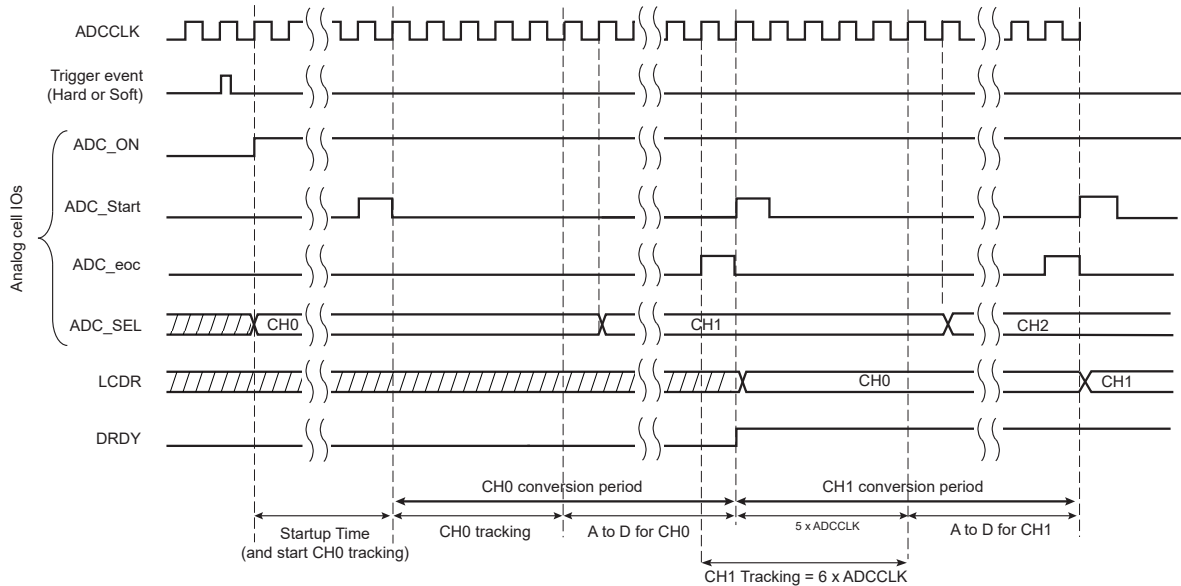 ADCCLK
Trigger event
(Hard or Soft)
Analog cell IOs
ADC_ON
ADC_Start
ADC_eoc
ADC_SEL
CH0
CH1
CH2
LCDR
CH0
CH1
DRDY
CH0 conversion period
CH1 conversion period
Startup Time
(and start CH0 tracking)
CH0 tracking
A to D for CH0
5 x ADCCLK
A to D for CH1
CH1 Tracking = 6 x ADCCLK